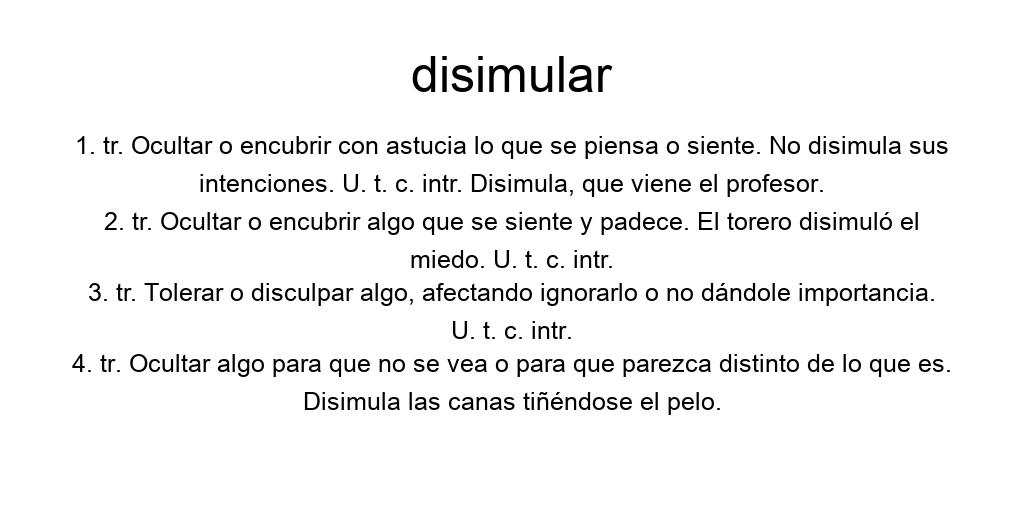 disimular
1. tr. Ocultar o encubrir con astucia lo que se piensa o siente. No disimula sus
intenciones. U. t. c. intr. Disimula, que viene el profesor.
2. tr. Ocultar o encubrir algo que se siente y padece. El torero disimuló el
miedo. U. t. c. intr.
3. tr. Tolerar o disculpar algo, afectando ignorarlo o no dándole importancia.
U. t. c. intr.
4. tr. Ocultar algo para que no se vea o para que parezca distinto de lo que es.
Disimula las canas tiñéndose el pelo.